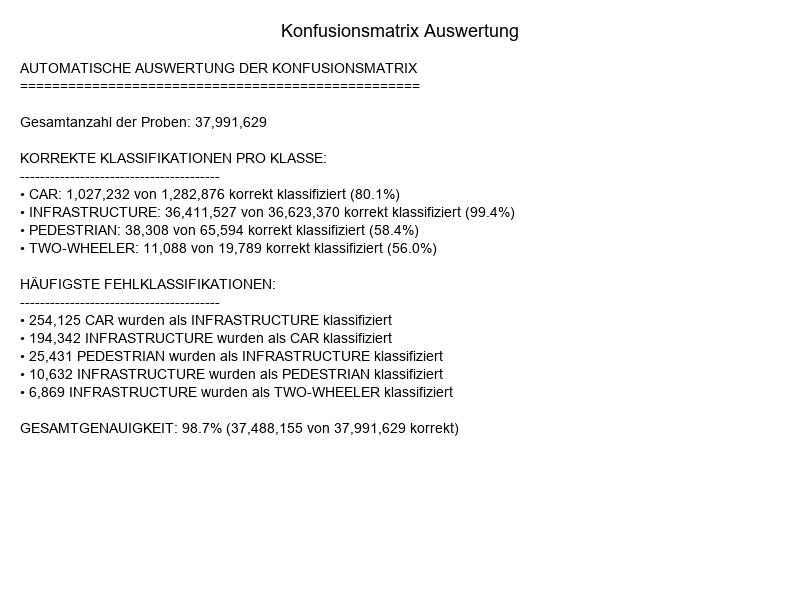 Konfusionsmatrix Auswertung
AUTOMATISCHE AUSWERTUNG DER KONFUSIONSMATRIX
==================================================
Gesamtanzahl der Proben: 37,991,629
KORREKTE KLASSIFIKATIONEN PRO KLASSE:
----------------------------------------
• CAR: 1,027,232 von 1,282,876 korrekt klassifiziert (80.1%)
• INFRASTRUCTURE: 36,411,527 von 36,623,370 korrekt klassifiziert (99.4%)
• PEDESTRIAN: 38,308 von 65,594 korrekt klassifiziert (58.4%)
• TWO-WHEELER: 11,088 von 19,789 korrekt klassifiziert (56.0%)
HÄUFIGSTE FEHLKLASSIFIKATIONEN:
----------------------------------------
• 254,125 CAR wurden als INFRASTRUCTURE klassifiziert
• 194,342 INFRASTRUCTURE wurden als CAR klassifiziert
• 25,431 PEDESTRIAN wurden als INFRASTRUCTURE klassifiziert
• 10,632 INFRASTRUCTURE wurden als PEDESTRIAN klassifiziert
• 6,869 INFRASTRUCTURE wurden als TWO-WHEELER klassifiziert
GESAMTGENAUIGKEIT: 98.7% (37,488,155 von 37,991,629 korrekt)